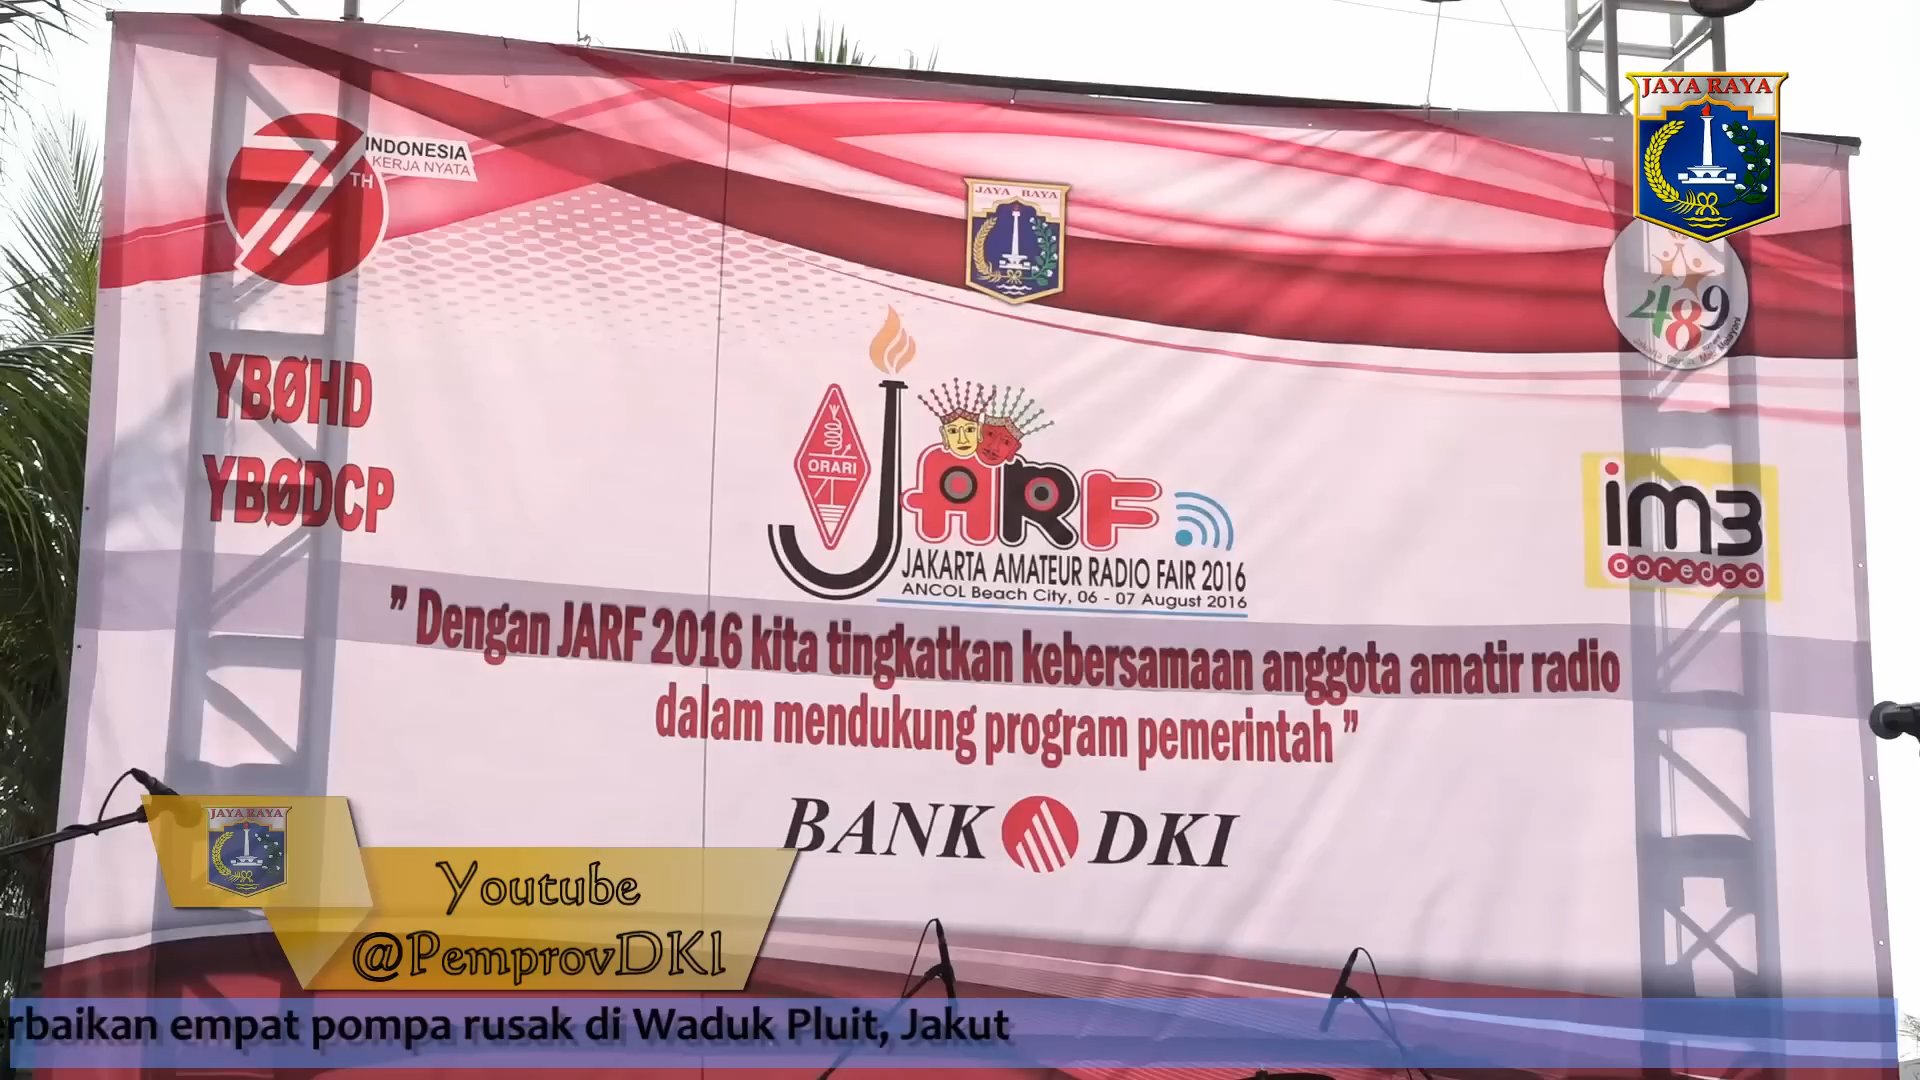 JAYA RAYA
71
TH
INDONESIA
KERJA NYATA
JAYA RAYA
489
YBØHD
YBØDCP
ORARI
JARF
JAKARTA AMATEUR RADIO FAIR 2016
ANCOL Beach City, 06 - 07 August 2016
im3
ooredoo
" Dengan JARF 2016 kita tingkatkan kebersamaan anggota amatir radio
dalam mendukung program pemerintah "
BANK DKI
JAYA RAYA
Youtube
@PemprovDKI
rbaikan empat pompa rusak di Waduk Pluit, Jakut